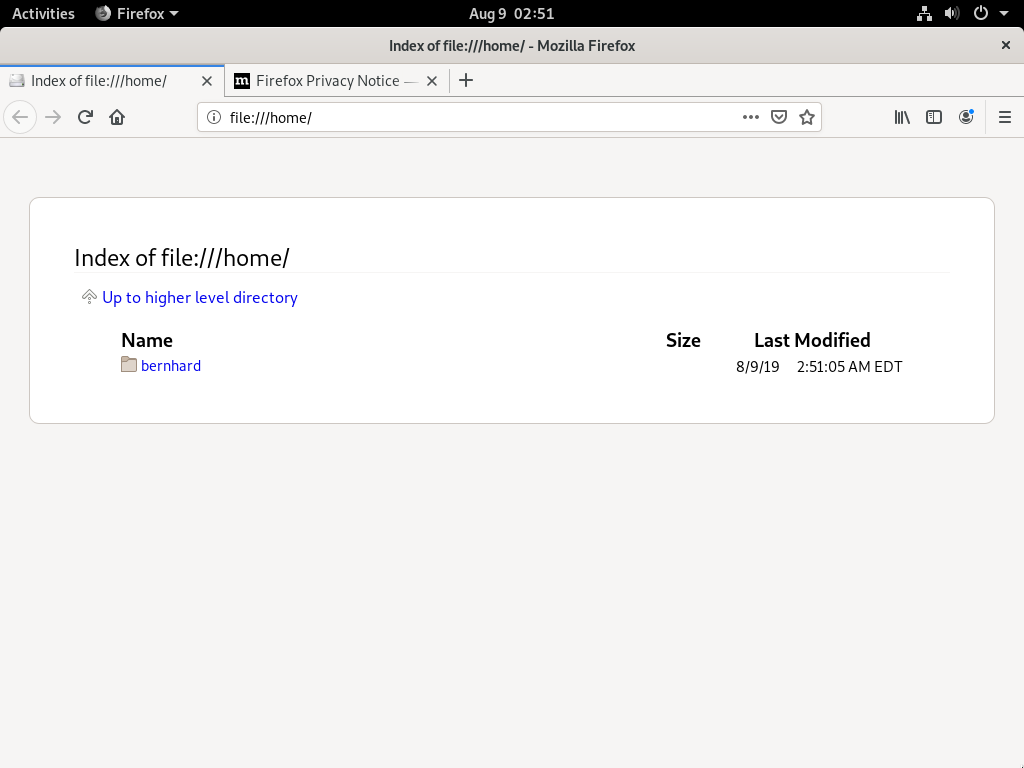 Activities Firefox Aug 9 02:51
Index of file:///home/ - Mozilla Firefox
Index of file:///home/ m Firefox Privacy Notice —
file:///home/
Index of file:///home/
Up to higher level directory
Name Size Last Modified
bernhard 8/9/19 2:51:05 AM EDT